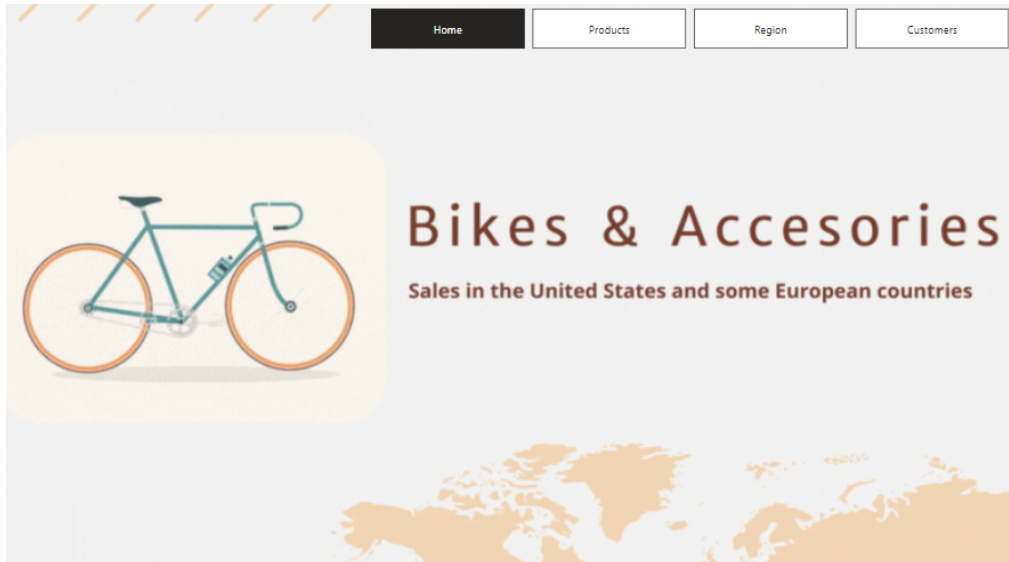 Home Products Region Customers
Bikes & Accesories
Sales in the United States and some European countries